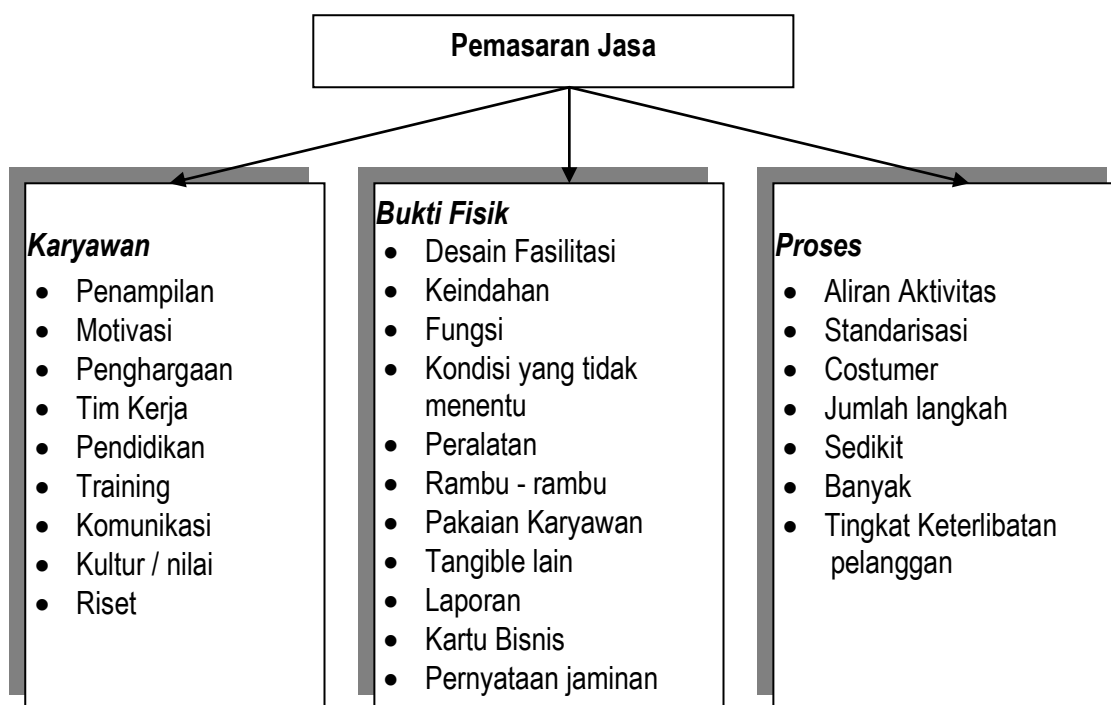 Pemasaran Jasa
Karyawan
• Penampilan
• Motivasi
• Penghargaan
• Tim Kerja
• Pendidikan
• Training
• Komunikasi
• Kultur / nilai
• Riset
Bukti Fisik
• Desain Fasilitasi
• Keindahan
• Fungsi
• Kondisi yang tidak
menentu
• Peralatan
• Rambu - rambu
• Pakaian Karyawan
• Tangible lain
• Laporan
• Kartu Bisnis
• Pernyataan jaminan
Proses
• Aliran Aktivitas
• Standarisasi
• Costumer
• Jumlah langkah
• Sedikit
• Banyak
• Tingkat Keterlibatan
pelanggan